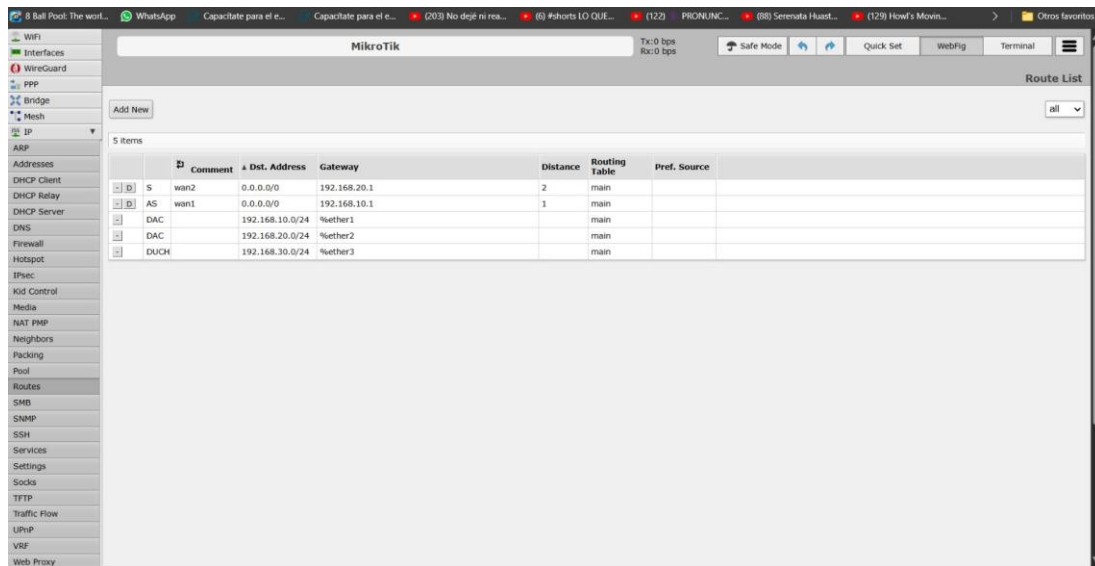 8 Ball Pool: The worl... WhatsApp Capacítate para el e... Capacítate para el e... (203) No dejé ni rea... (6) #shorts LO QUE... (122) PRONUNC... (88) Serenata Huast... (129) Howl's Movin... > Otros favoritos
WiFi
Interfaces
WireGuard
PPP
Bridge
Mesh
IP
ARP
Addresses
DHCP Client
DHCP Relay
DHCP Server
DNS
Firewall
Hotspot
IPsec
Kid Control
Media
NAT PMP
Neighbors
Packing
Pool
Routes
SMB
SNMP
SSH
Services
Settings
Socks
TFTP
Traffic Flow
UPnP
VRF
Web Proxy
MikroTik
Tx:0 bps
Rx:0 bps
Safe Mode Quick Set WebFig Terminal
Route List
Add New all
5 items
Comment Dst. Address Gateway Distance Routing Table Pref. Source
- D S wan2 0.0.0.0/0 192.168.20.1 2 main
- D AS wan1 0.0.0.0/0 192.168.10.1 1 main
- DAC 192.168.10.0/24 %ether1 main
- DAC 192.168.20.0/24 %ether2 main
- DUCH 192.168.30.0/24 %ether3 main